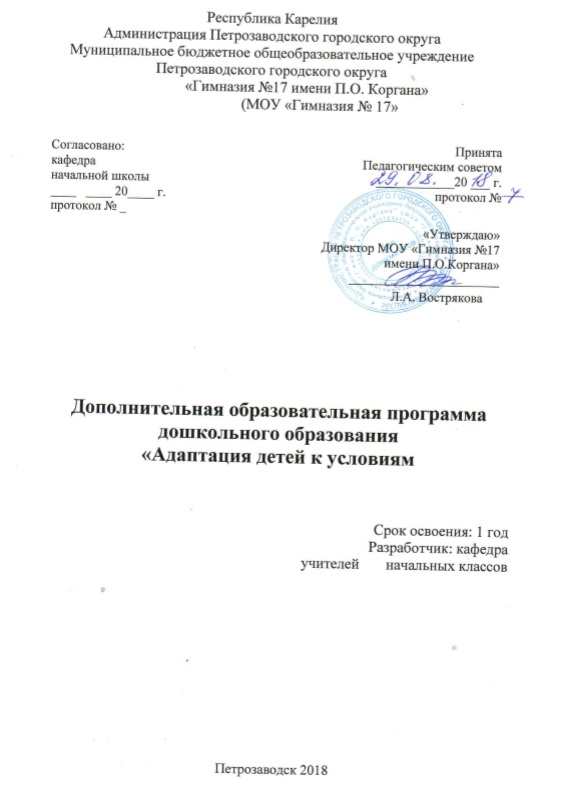 Республика Карелия
Администрация Петрозаводского городского округа
Муниципальное бюджетное общеобразовательное учреждение
Петрозаводского городского округа
«Гимназия №17 имени П.О. Коргана»
(МОУ «Гимназия № 17»
Согласовано:
кафедра
начальной школы
____ ____ 20____ г.
протокол № _
Принята
Педагогическим советом
29. 08. 20 18 г.
протокол № 7
«Утверждаю»
Директор МОУ «Гимназия №17
имени П.О.Коргана»
Л.А. Вострякова
Дополнительная образовательная программа
дошкольного образования
«Адаптация детей к условиям
Срок освоения: 1 год
Разработчик: кафедра
учителей начальных классов
Петрозаводск 2018